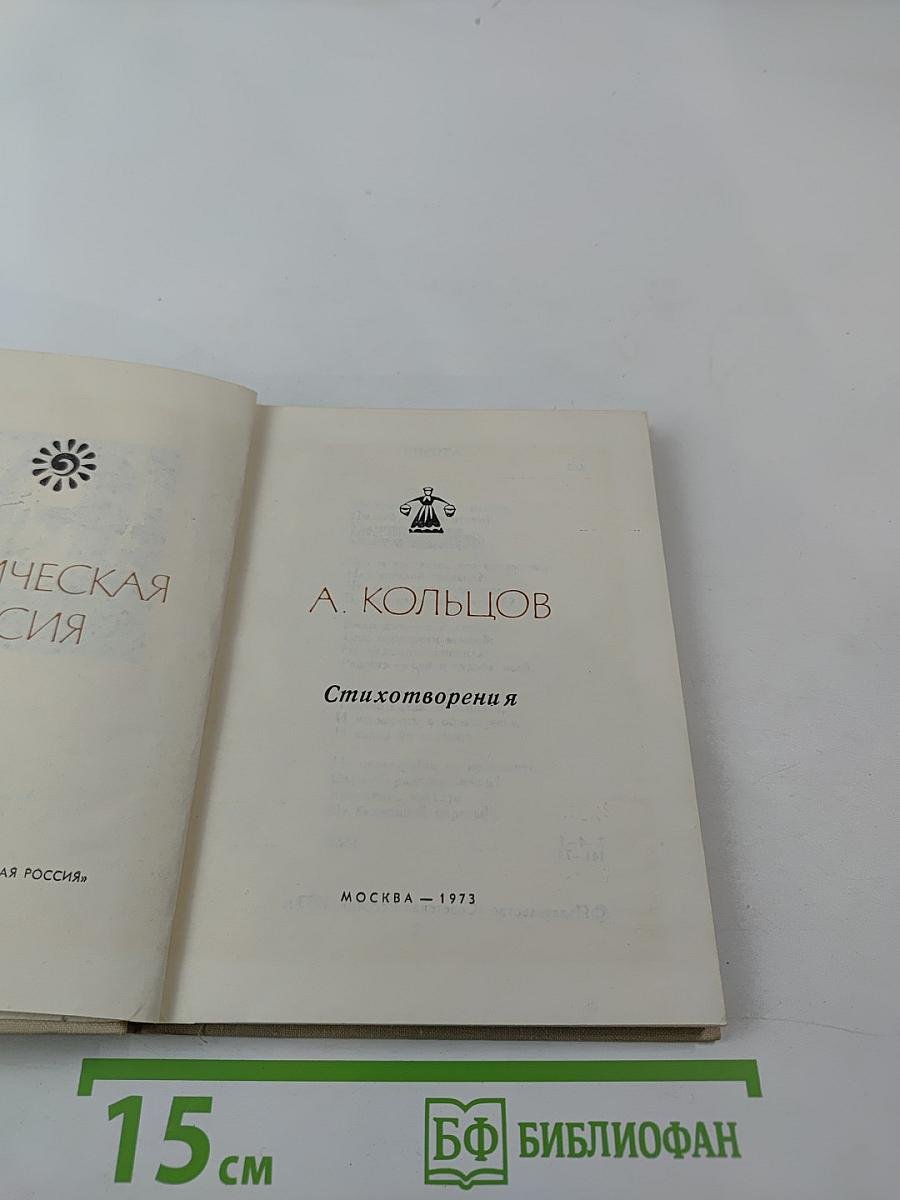 ИЧЕСКАЯ
СИЯ
АЯ РОССИЯ»
А. КОЛЬЦОВ
Стихотворения
МОСКВА — 1973
15 см
БФ БИБЛИОФАН